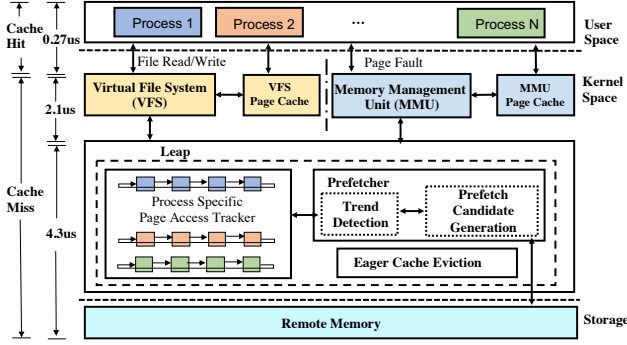 Cache
Hit
0.27us
Process 1
Process 2
...
Process N
User
Space
File Read/Write
Page Fault
Virtual File System
(VFS)
VFS
Page Cache
Memory Management
Unit (MMU)
MMU
Page Cache
Kernel
Space
2.1us
Cache
Miss
4.3us
Leap
Process Specific
Page Access Tracker
Prefetcher
Trend
Detection
Prefetch
Candidate
Generation
Eager Cache Eviction
Remote Memory
Storage